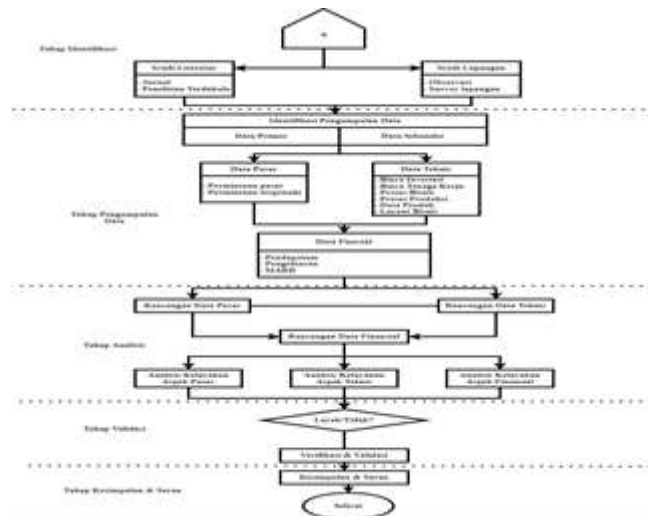 A
Tahap Identifikasi
Studi Literatur
Jurnal
Penelitian Terdahulu
Studi Lapangan
Observasi
Survey lapangan
Identifikasi Pengumpulan Data
Data Primer
Data Sekunder
Tahap Pengumpulan
Data
Data Pasar
- Permintaan pasar
- Permintaan
Data Teknis
- Biaya Investasi
- Biaya Tenaga Kerja
- Proses Bisnis
- Proses Produksi
- Data Produk
- Lokasi Bisnis
Data Finansial
- Pendapatan
- Pengeluaran
- MARR
Tahap Analisis
Rancangan Data Pasar
Rancangan Data Teknis
Rancangan Data Finansial
Analisis Kelayakan
Aspek Pasar
Analisis Kelayakan
Aspek Teknis
Analisis Kelayakan
Aspek Finansial
Tahap Validasi
Layak/Tidak?
Verifikasi & Validasi
Tahap Kesimpulan & Saran
Kesimpulan & Saran
Selesai